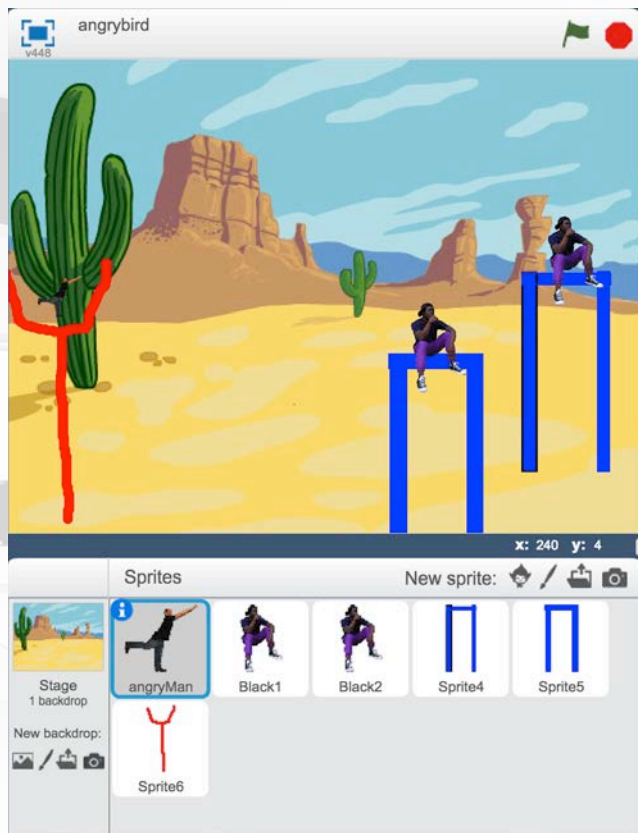 angrybird
v448
x: 240 y: 4
Sprites New sprite:
i
angryMan Black1 Black2 Sprite4 Sprite5
Stage
1 backdrop
New backdrop:
Sprite6